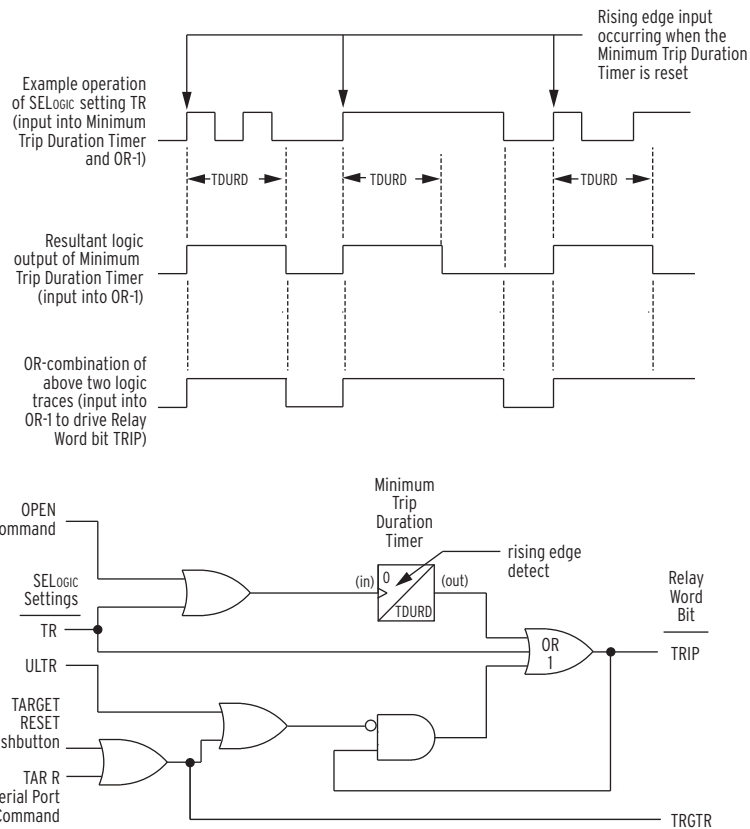 Rising edge input
occurring when the
Minimum Trip Duration
Timer is reset
Example operation
of SELOGIC setting TR
(input into Minimum
Trip Duration Timer
and OR-1)
TDURD
TDURD
TDURD
Resultant logic
output of Minimum
Trip Duration Timer
(input into OR-1)
OR-combination of
above two logic
traces (input into
OR-1 to drive Relay
Word bit TRIP)
Minimum
Trip
Duration
Timer
OPEN
ommand
rising edge
detect
(in)
0
TDURD
(out)
SELOGIC
Settings
TR
Relay
Word
Bit
OR
1
TRIP
ULTR
TARGET
RESET
shbutton
TAR R
erial Port
Command
TRGTR